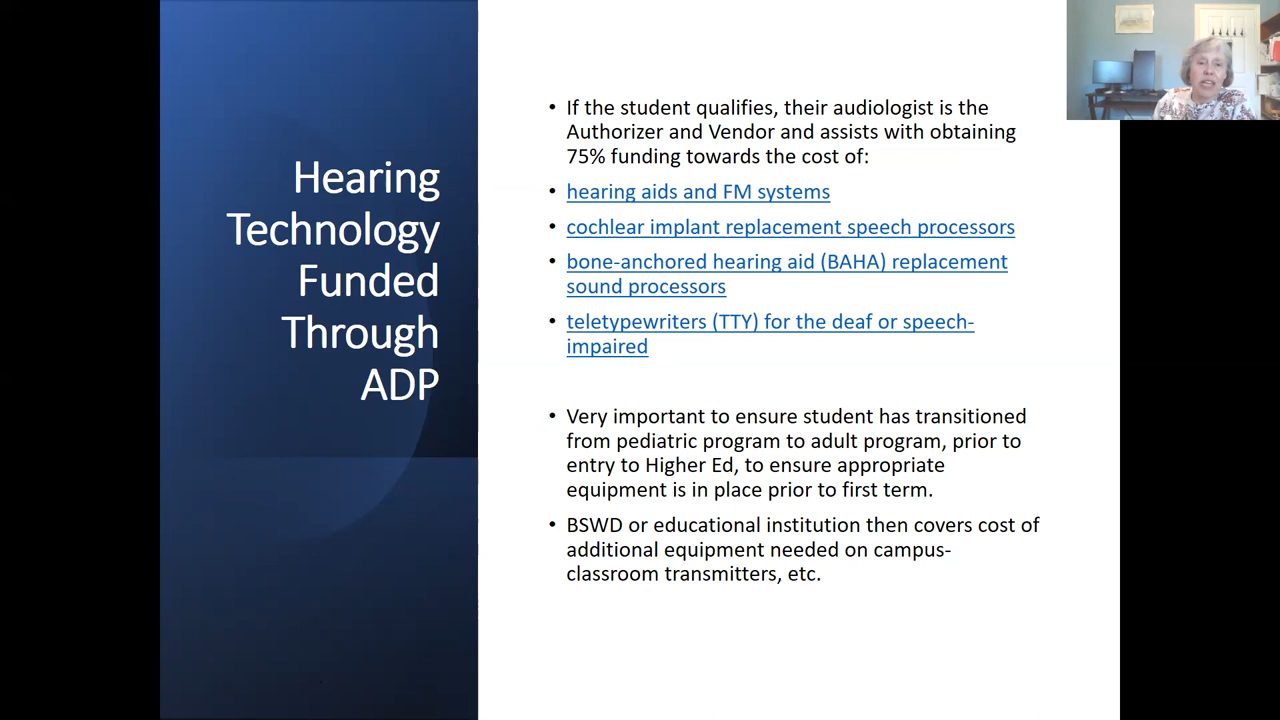 Hearing
Technology
Funded
Through
ADP
• If the student qualifies, their audiologist is the
Authorizer and Vendor and assists with obtaining
75% funding towards the cost of:
• hearing aids and FM systems
• cochlear implant replacement speech processors
• bone-anchored hearing aid (BAHA) replacement
sound processors
• teletypewriters (TTY) for the deaf or speech-
impaired
• Very important to ensure student has transitioned
from pediatric program to adult program, prior to
entry to Higher Ed, to ensure appropriate
equipment is in place prior to first term.
• BSWD or educational institution then covers cost of
additional equipment needed on campus-
classroom transmitters, etc.